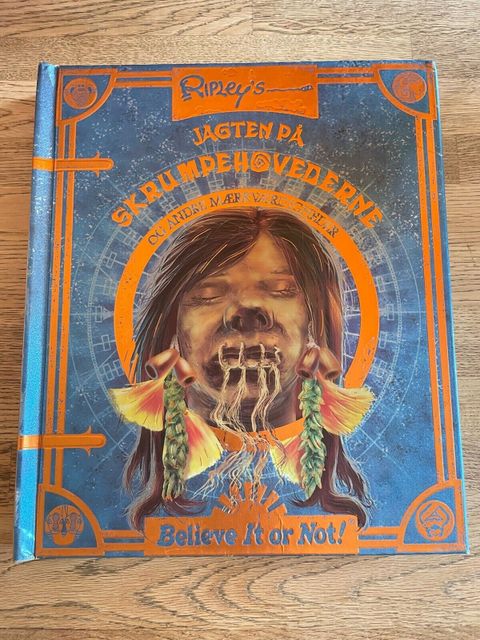 RIPLEY'S
JAGTEN PÅ
SKRUMPEHOVEDERNE
OG ANDRE MÆRKVÆRDIGHEDER
Believe It or Not!